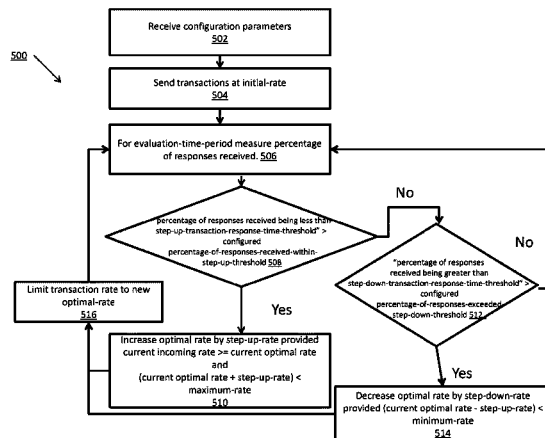 500
Receive configuration parameters
502
Send transactions at initial-rate
504
For evaluation-time-period measure percentage
of responses received. 506
"percentage of responses received being less than
step-up-transaction-response-time-threshold" >
configured
percentage-of-responses-received-within-
step-up-threshold 508
No
"percentage of responses
received being greater than
step-down-transaction-response-time-threshold" >
configured
percentage-of-responses-exceeded-
step-down-threshold 512
No
Yes
Limit transaction rate to new
optimal-rate
516
Increase optimal rate by step-up-rate provided
current incoming rate >= current optimal rate
and
(current optimal rate + step-up-rate) <
maximum-rate
510
Yes
Decrease optimal rate by step-down-rate
provided (current optimal rate - step-up-rate) <
minimum-rate
514